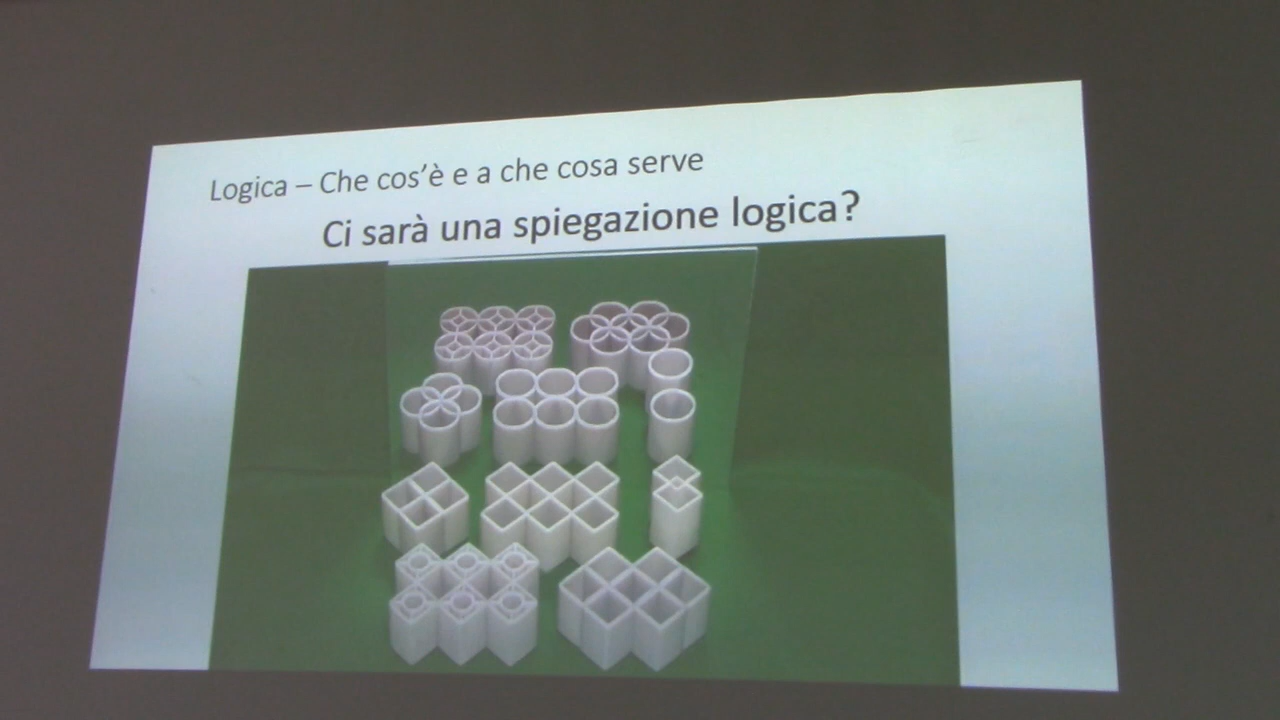 Logica – Che cos'è e a che cosa serve
Ci sarà una spiegazione logica?